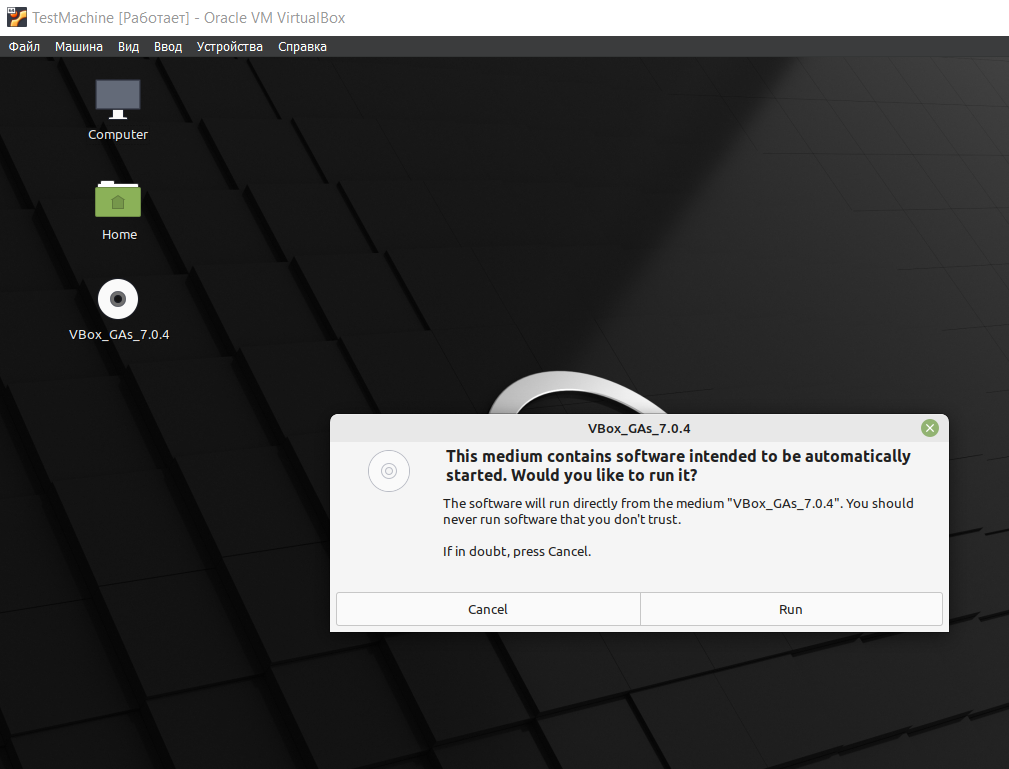 TestMachine [Работает] - Oracle VM VirtualBox
Файл Машина Вид Ввод Устройства Справка
Computer
Home
VBox_GAs_7.0.4
VBox_GAs_7.0.4
This medium contains software intended to be automatically
started. Would you like to run it?
The software will run directly from the medium "VBox_GAs_7.0.4". You should
never run software that you don't trust.
If in doubt, press Cancel.
Cancel Run